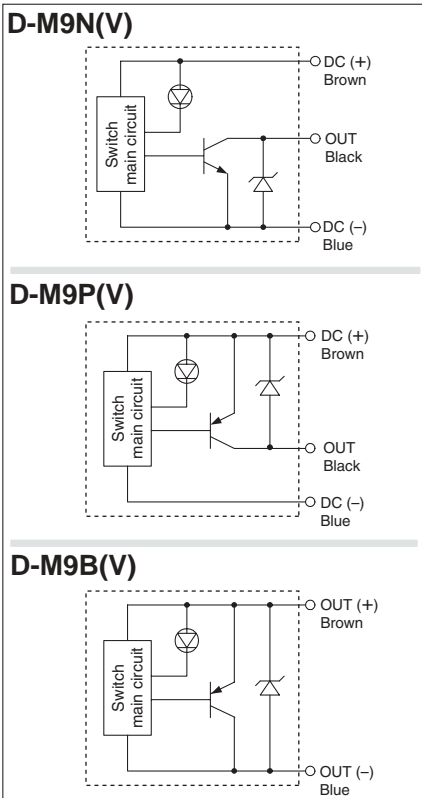 D-M9N(V)
DC (+)
Brown
Switch
main circuit
OUT
Black
DC (–)
Blue
D-M9P(V)
DC (+)
Brown
Switch
main circuit
OUT
Black
DC (–)
Blue
D-M9B(V)
OUT (+)
Brown
Switch
main circuit
OUT (–)
Blue